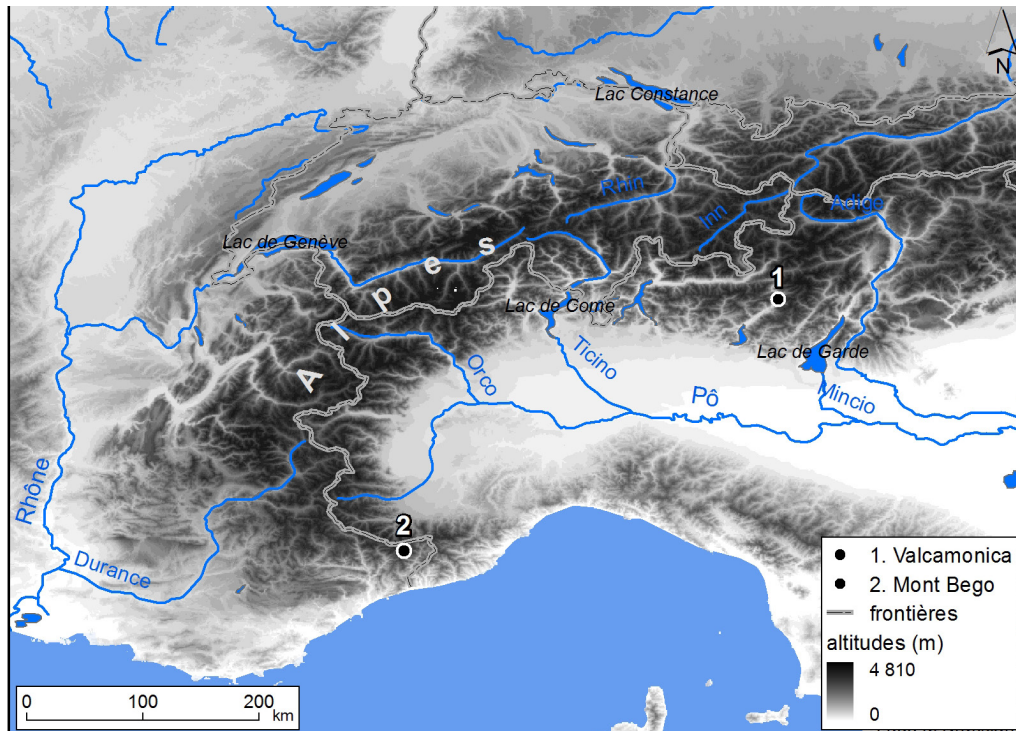 N
Lac Constance
Rhin
Inn
Adige
Lac de Genève
Alpes
1
Lac de Come
Lac de Garde
Orco
Ticino
Mincio
Pô
Rhône
2
Durance
1. Valcamonica
2. Mont Bego
frontières
altitudes (m)
4 810
0
0 100 200
km